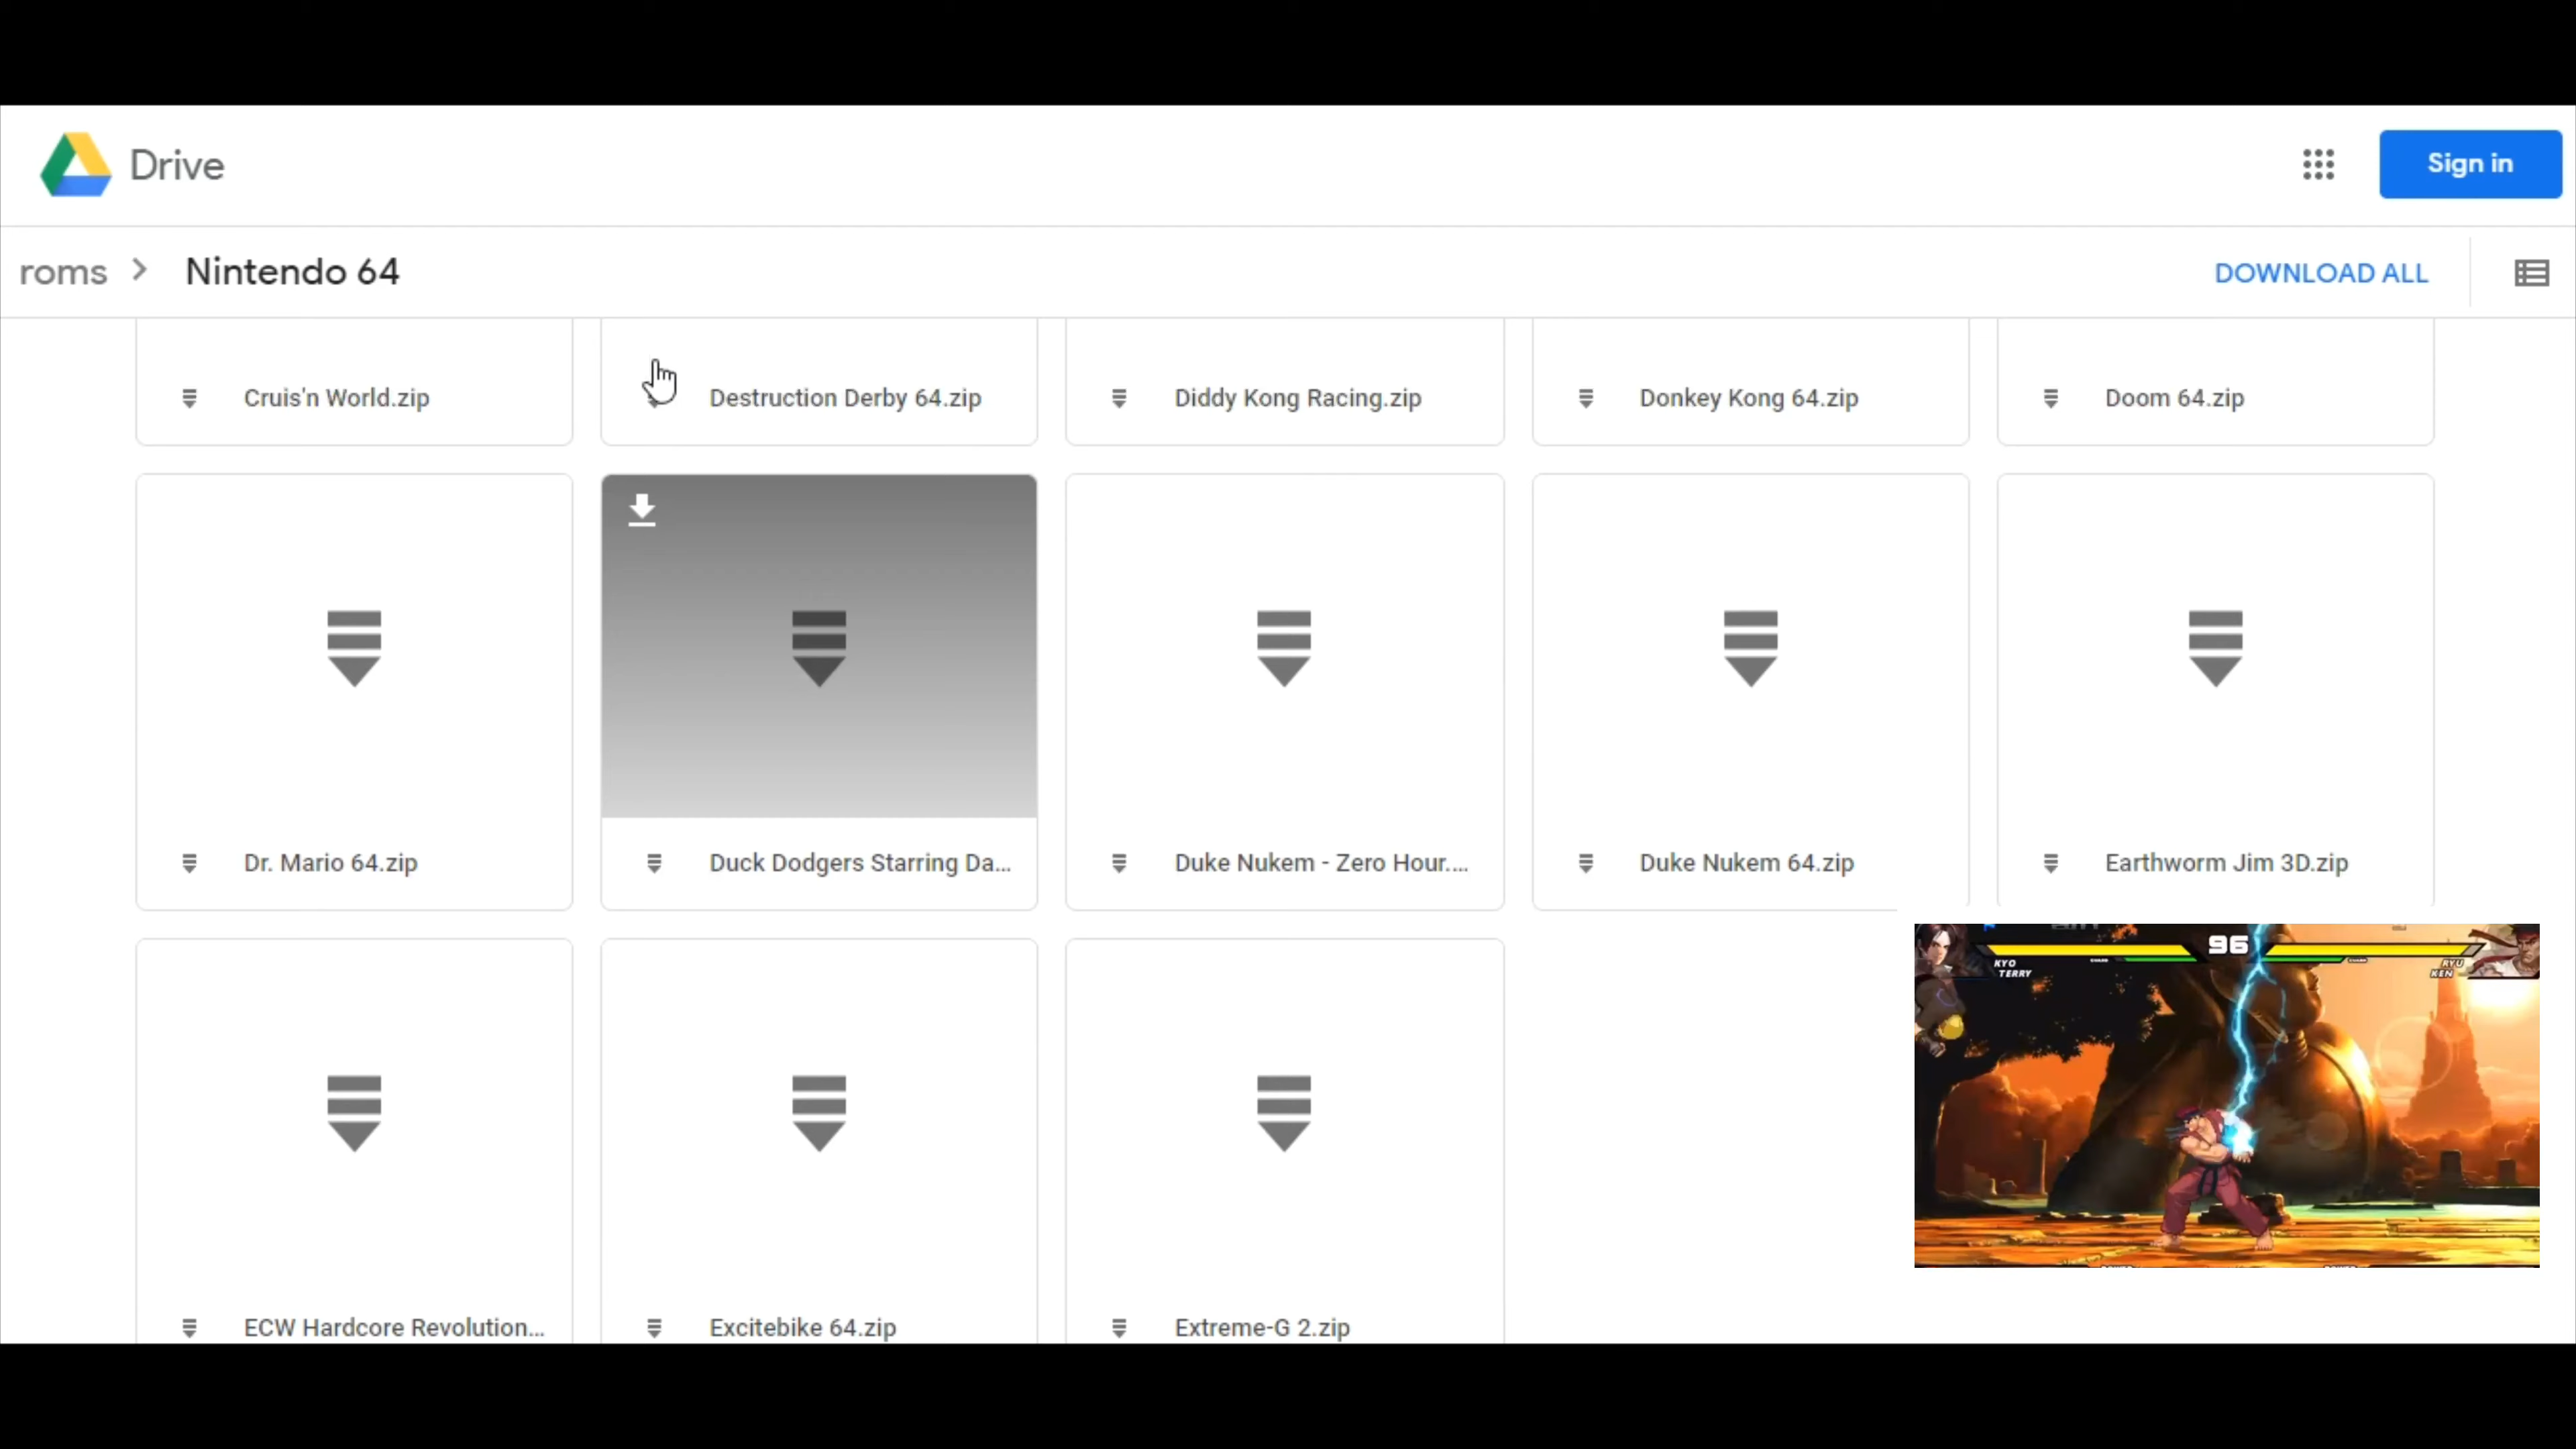 Drive
Sign in
roms > Nintendo 64
DOWNLOAD ALL
Cruis'n World.zip
Destruction Derby 64.zip
Diddy Kong Racing.zip
Donkey Kong 64.zip
Doom 64.zip
Dr. Mario 64.zip
Duck Dodgers Starring Da...
Duke Nukem - Zero Hour....
Duke Nukem 64.zip
Earthworm Jim 3D.zip
96
KYO
TERRY
RYU
KEN
ECW Hardcore Revolution...
Excitebike 64.zip
Extreme-G 2.zip